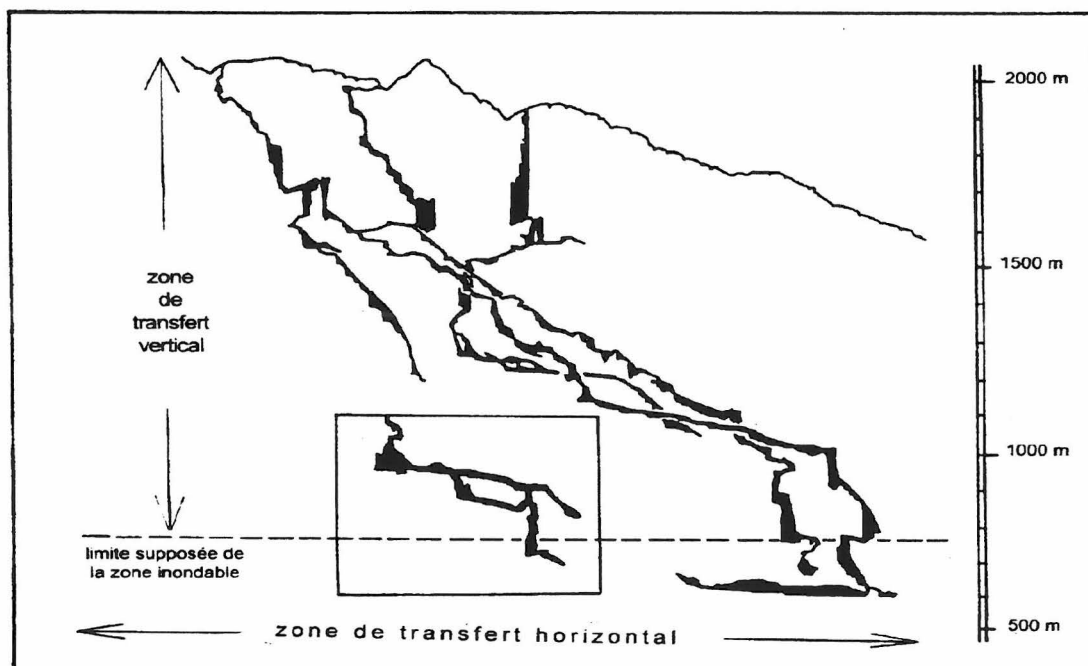 2000 m
zone
de
transfert
vertical
1500 m
1000 m
limite supposée de
la zone inondable
zone de transfert horizontal
500 m